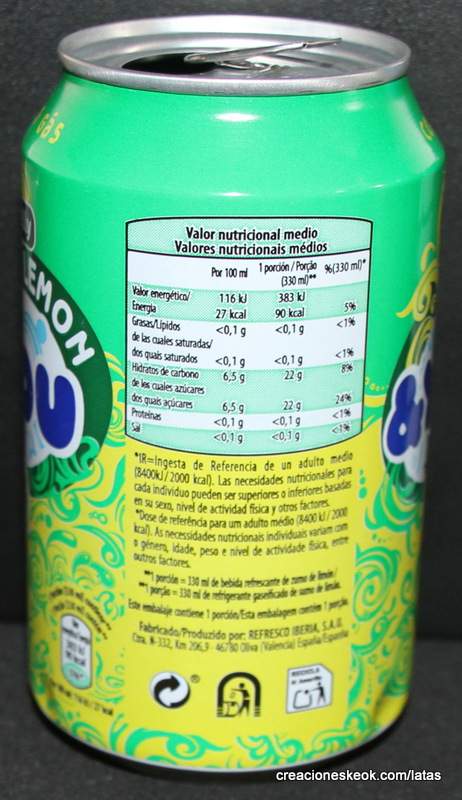 Gás
LEMON
Valor nutricional medio
Valores nutricionais médios
Por 100 ml 1 porción / Porção (330 ml)** %(330 ml)*
Valor energético/ 116 kJ 383 kJ
Energia 27 kcal 90 kcal 5%
Grasas/Lípidos <0,1 g <0,1 g <1%
de las cuales saturadas/
dos quais saturados <0,1 g <0,1 g <1%
Hidratos de carbono 6,5 g 22 g 8%
de los cuales azúcares
dos quais açúcares 6,5 g 22 g 24%
Proteínas <0,1 g <0,1 g <1%
Sal <0,1 g <0,1 g <1%
*IR=Ingesta de Referencia de un adulto medio
(8400kJ/2000 kcal). Las necesidades nutricionales para
cada individuo pueden ser superiores o inferiores basadas
en su sexo, nivel de actividad física y otros factores.
*Dose de referência para um adulto médio (8400 kJ/2000
kcal). As necessidades nutricionais individuais variam com
o género, idade, peso e nível de actividade física, entre
outros factores.
**1 porción = 330 ml de bebida refrescante de zumo de limón/
**1 porção = 330 ml de refrigerante gaseificado de sumo de limão.
Este embalaje contiene 1 porción/Esta embalagem contém 1 porção.
Fabricado/Produzido por: REFRESCO IBERIA, S.A.U.
Ctra. N-332, Km 206,9 - 46780 Oliva (Valencia) España/Espanha
RECICLA
creacioneskeok.com/latas